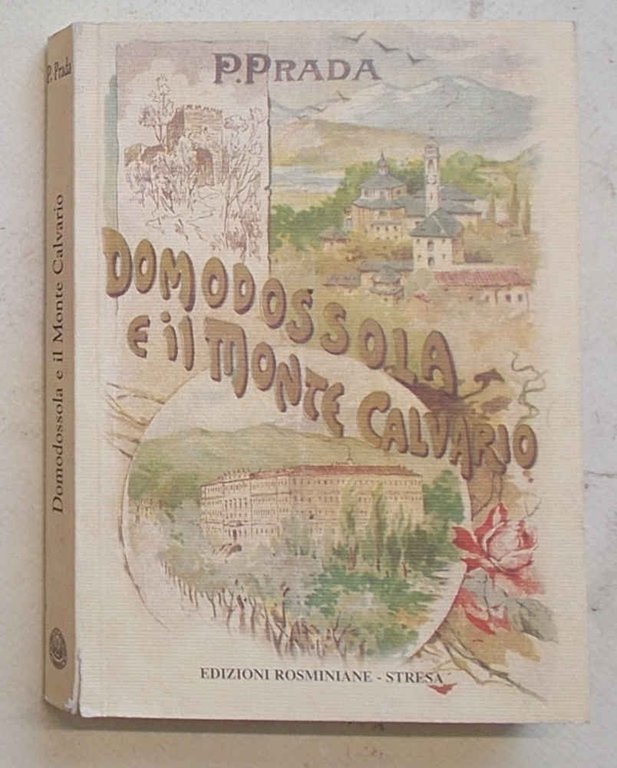 P. Prada
Domodossola e il Monte Calvario
P. PRADA
DOMODOSSOLA
E il MONTE CALVARIO
EDIZIONI ROSMINIANE - STRESA